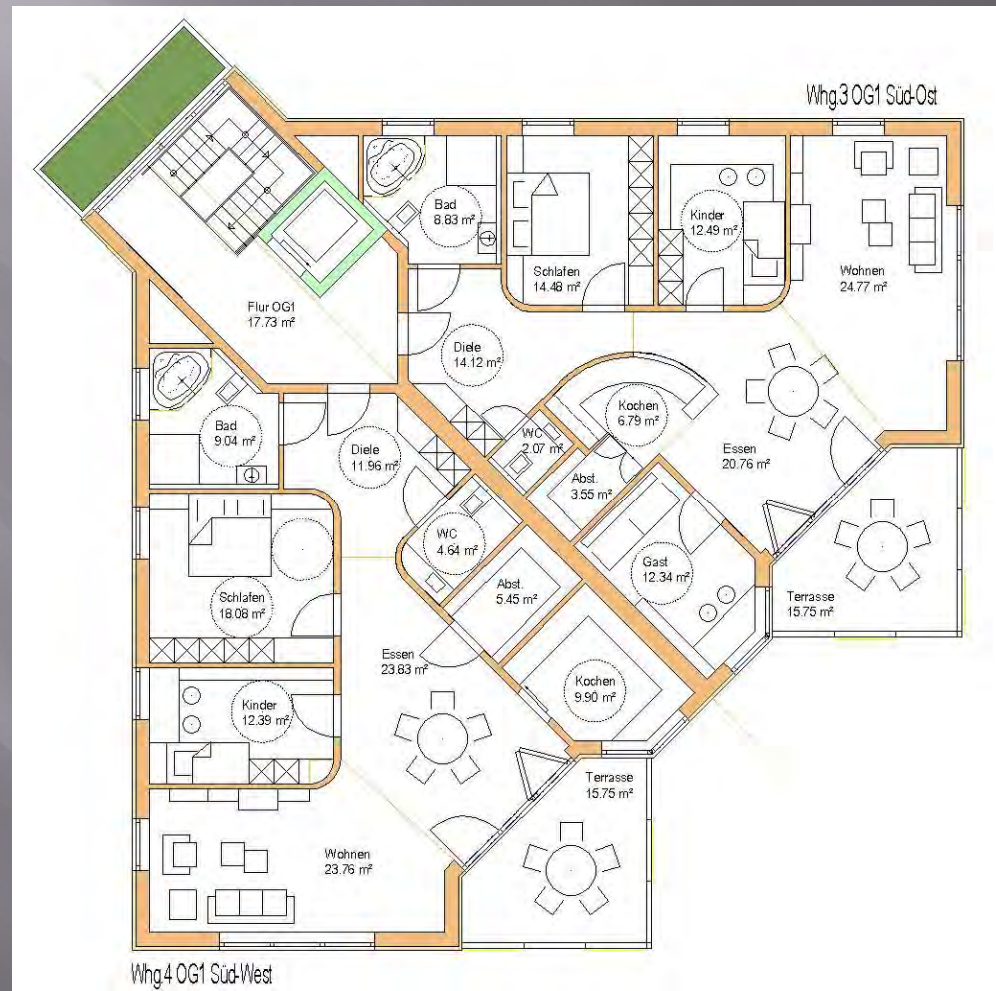 Whg.3 OG1 Süd-Ost
Bad
8.83 m²
Schlafen
14.48 m²
Kinder
12.49 m²
Wohnen
24.77 m²
Flur OG1
17.73 m²
Diele
14.12 m²
Kochen
6.79 m²
WC
2.07 m²
Essen
20.76 m²
Abst.
3.55 m²
Gast
12.34 m²
Terrasse
15.75 m²
Bad
9.04 m²
Diele
11.96 m²
WC
4.64 m²
Abst.
5.45 m²
Schlafen
18.08 m²
Essen
23.83 m²
Kochen
9.90 m²
Kinder
12.39 m²
Terrasse
15.75 m²
Wohnen
23.76 m²
Whg.4 OG1 Süd-West